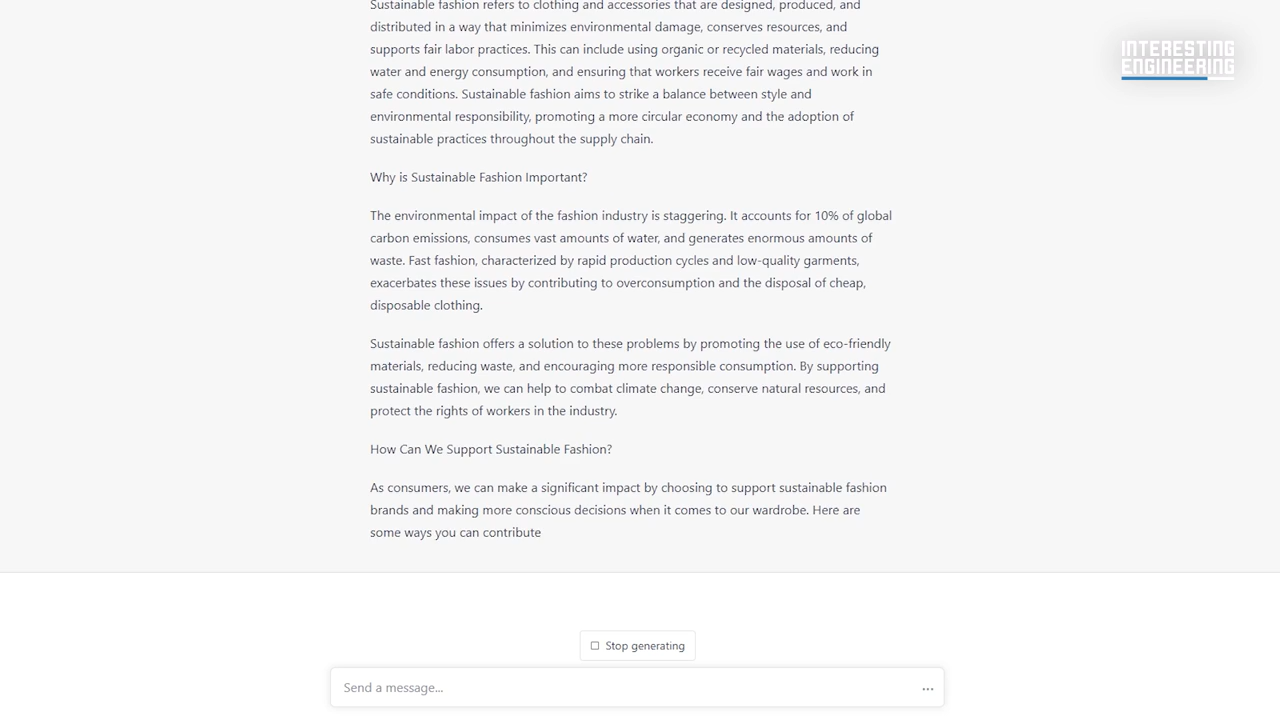 Sustainable fashion refers to clothing and accessories that are designed, produced, and
distributed in a way that minimizes environmental damage, conserves resources, and
supports fair labor practices. This can include using organic or recycled materials, reducing
water and energy consumption, and ensuring that workers receive fair wages and work in
safe conditions. Sustainable fashion aims to strike a balance between style and
environmental responsibility, promoting a more circular economy and the adoption of
sustainable practices throughout the supply chain.
Why is Sustainable Fashion Important?
The environmental impact of the fashion industry is staggering. It accounts for 10% of global
carbon emissions, consumes vast amounts of water, and generates enormous amounts of
waste. Fast fashion, characterized by rapid production cycles and low-quality garments,
exacerbates these issues by contributing to overconsumption and the disposal of cheap,
disposable clothing.
Sustainable fashion offers a solution to these problems by promoting the use of eco-friendly
materials, reducing waste, and encouraging more responsible consumption. By supporting
sustainable fashion, we can help to combat climate change, conserve natural resources, and
protect the rights of workers in the industry.
How Can We Support Sustainable Fashion?
As consumers, we can make a significant impact by choosing to support sustainable fashion
brands and making more conscious decisions when it comes to our wardrobe. Here are
some ways you can contribute
Stop generating
Send a message...
INTERESTING
ENGINEERING